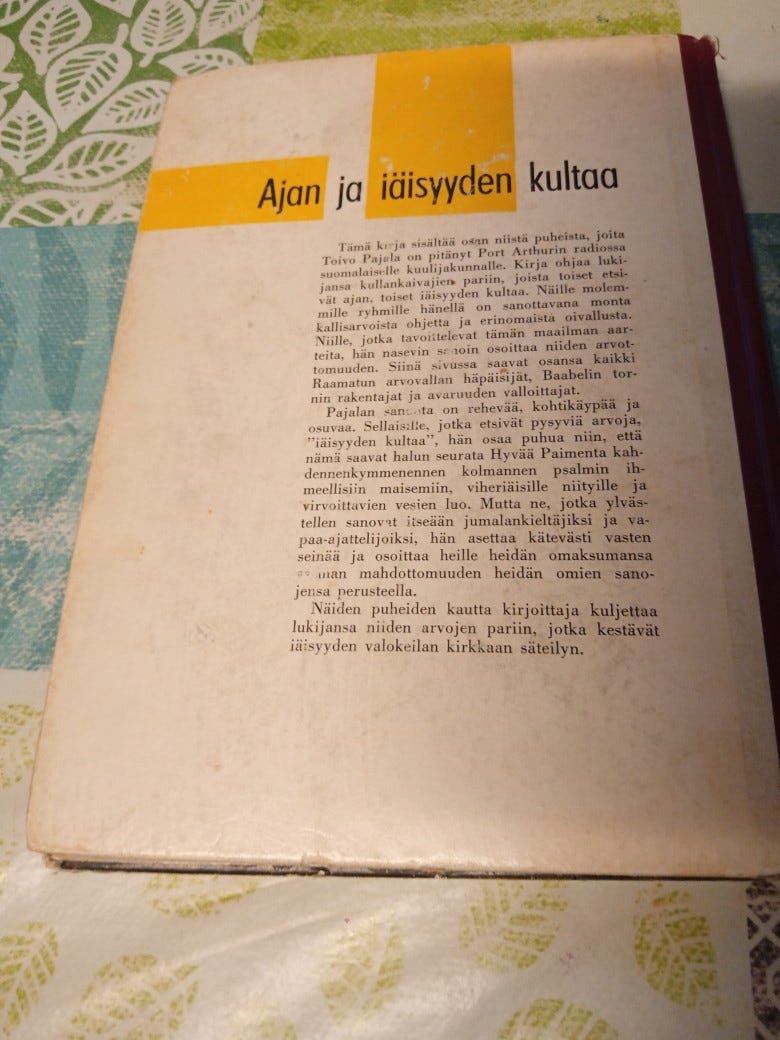 Ajan ja iäisyyden kultaa
Tämä kirja sisältää osan niistä puheista, joita
Toivo Pajala on pitänyt Port Arthurin radiossa
suomalaiselle kuulijakunnalle. Kirja ohjaa luki-
jansa kullankaivajien pariin, joista toiset etsi-
vät ajan, toiset iäisyyden kultaa. Näille molem-
mille ryhmille hänellä on sanottavana monta
kallisarvoista ohjetta ja erinomaista oivallusta.
Niille, jotka tavoittelevat tämän maailman aar-
teita, hän nasevin sanoin osoittaa niiden arvot-
tomuuden. Siinä sivussa saavat osansa kaikki
Raamatun arvovallan häpäisijät, Baabelin tor-
nin rakentajat ja avaruuden valloittajat.
Pajalan sanonta on rehevää, kohtikäypää ja
osuvaa. Sellaisille, jotka etsivät pysyviä arvoja,
"iäisyyden kultaa", hän osaa puhua niin, että
nämä saavat halun seurata Hyvää Paimenta kah-
dennenkymmenennen kolmannen psalmin ih-
meellisiin maisemiin, viheriäisille niityille ja
virvoittavien vesien luo. Mutta ne, jotka ylväs-
tellen sanovat itseään jumalankieltäjiksi ja va-
paa-ajattelijoiksi, hän asettaa kätevästi vasten
seinää ja osoittaa heille heidän omaksumansa
mahdottomuuden heidän omien sano-
jensa perusteella.
Näiden puheiden kautta kirjoittaja kuljettaa
lukijansa niiden arvojen pariin, jotka kestävät
iäisyyden valokeilan kirkkaan säteilyn.